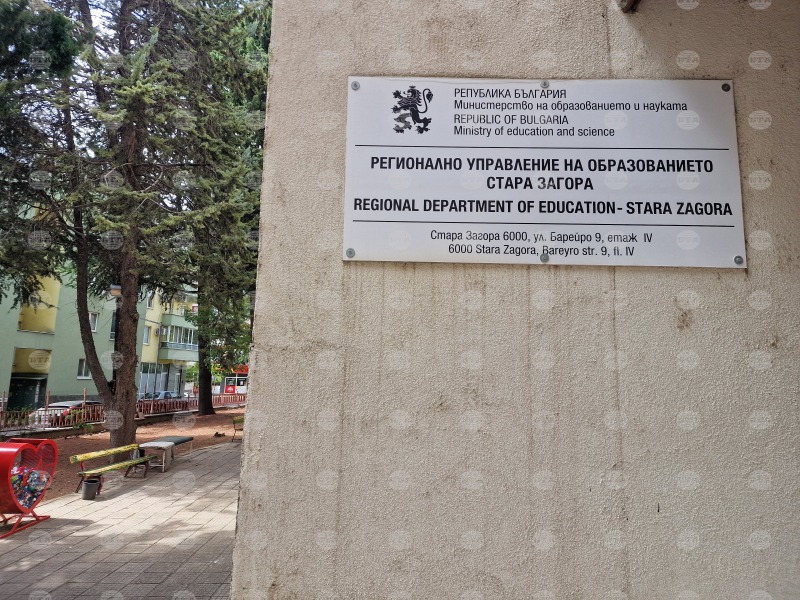 РЕПУБЛИКА БЪЛГАРИЯ
Министерство на образованието и науката
REPUBLIC OF BULGARIA
Ministry of education and science
РЕГИОНАЛНО УПРАВЛЕНИЕ НА ОБРАЗОВАНИЕТО
СТАРА ЗАГОРА
REGIONAL DEPARTMENT OF EDUCATION- STARA ZAGORA
Стара Загора 6000, ул. Барейро 9, етаж IV
6000 Stara Zagora, Bareyro str. 9, fl. IV